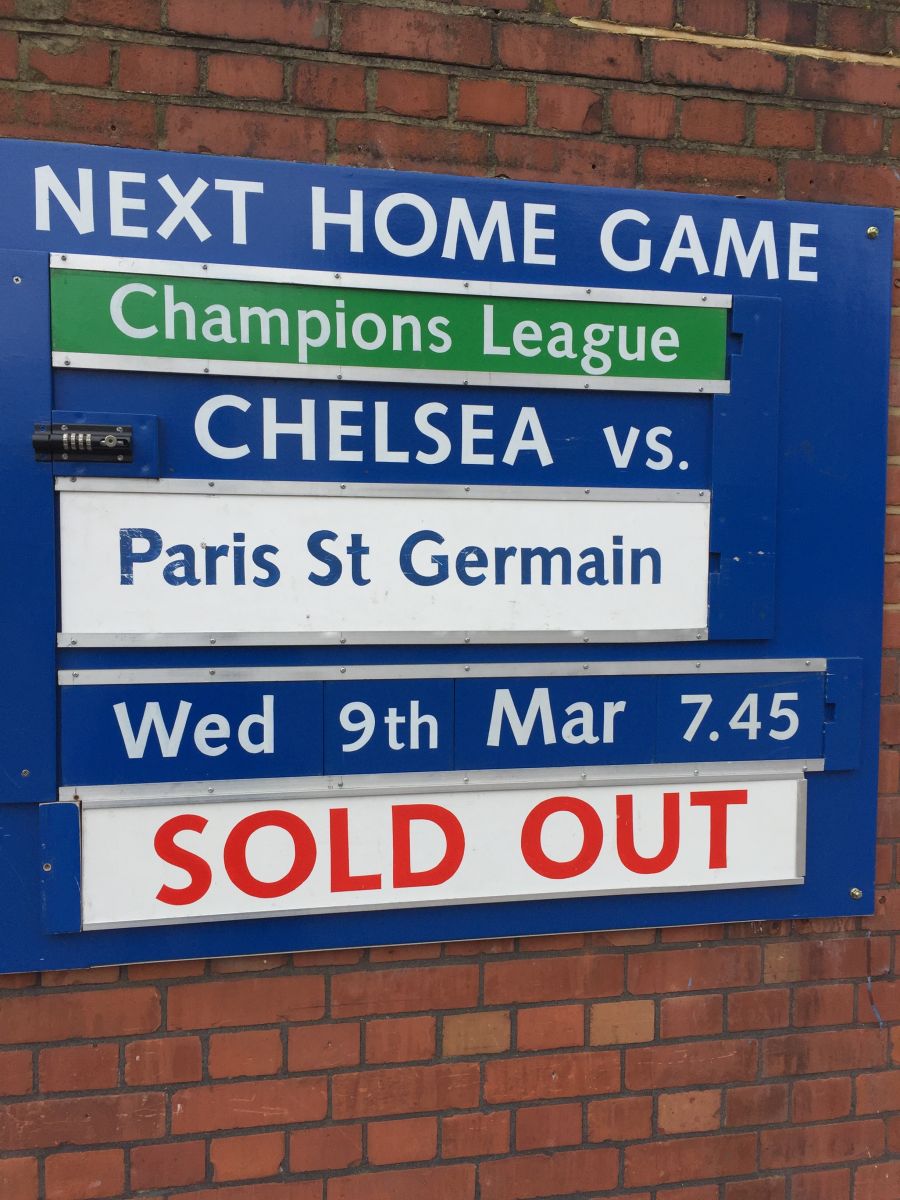 NEXT HOME GAME
Champions League
CHELSEA vs.
Paris St Germain
Wed 9th Mar 7.45
SOLD OUT